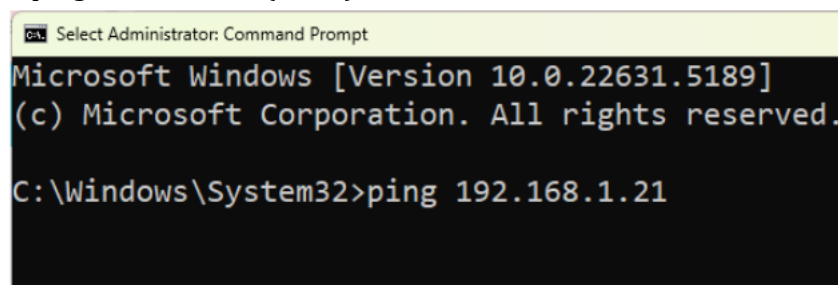 Select Administrator: Command Prompt
Microsoft Windows [Version 10.0.22631.5189]
(c) Microsoft Corporation. All rights reserved.
C:\Windows\System32>ping 192.168.1.21